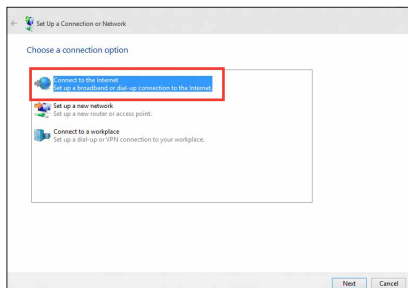 Set Up a Connection or Network
Choose a connection option
Connect to the Internet
Set up a broadband or dial-up connection to the Internet.
Set up a new network
Set up a new router or access point.
Connect to a workplace
Set up a dial-up or VPN connection to your workplace.
Next Cancel